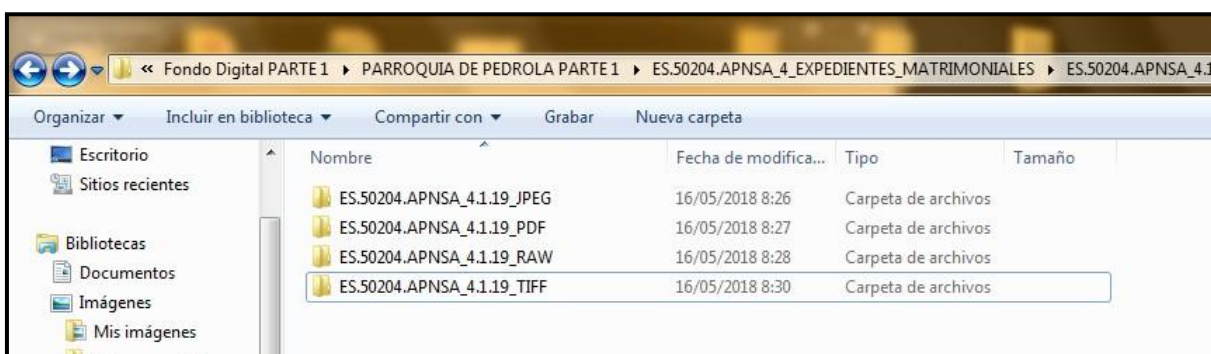 « Fondo Digital PARTE 1 ▸ PARROQUIA DE PEDROLA PARTE 1 ▸ ES.50204.APNSA_4_EXPEDIENTES_MATRIMONIALES ▸ ES.50204.APNSA_4.1
Organizar ▾ Incluir en biblioteca ▾ Compartir con ▾ Grabar Nueva carpeta
Escritorio
Sitios recientes
Bibliotecas
Documentos
Imágenes
Mis imágenes
Nombre Fecha de modifica... Tipo Tamaño
ES.50204.APNSA_4.1.19_JPEG 16/05/2018 8:26 Carpeta de archivos
ES.50204.APNSA_4.1.19_PDF 16/05/2018 8:27 Carpeta de archivos
ES.50204.APNSA_4.1.19_RAW 16/05/2018 8:28 Carpeta de archivos
ES.50204.APNSA_4.1.19_TIFF 16/05/2018 8:30 Carpeta de archivos